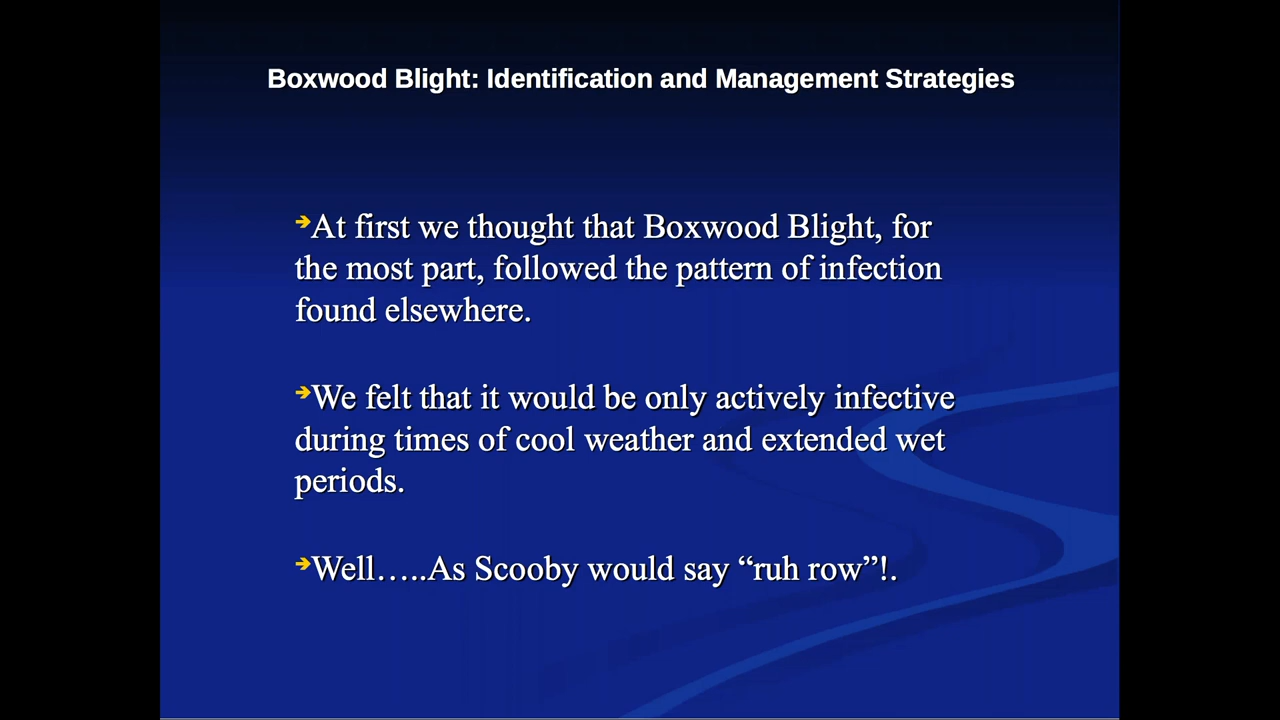 Boxwood Blight: Identification and Management Strategies
➔At first we thought that Boxwood Blight, for
the most part, followed the pattern of infection
found elsewhere.
➔We felt that it would be only actively infective
during times of cool weather and extended wet
periods.
➔Well…..As Scooby would say “ruh row”!.